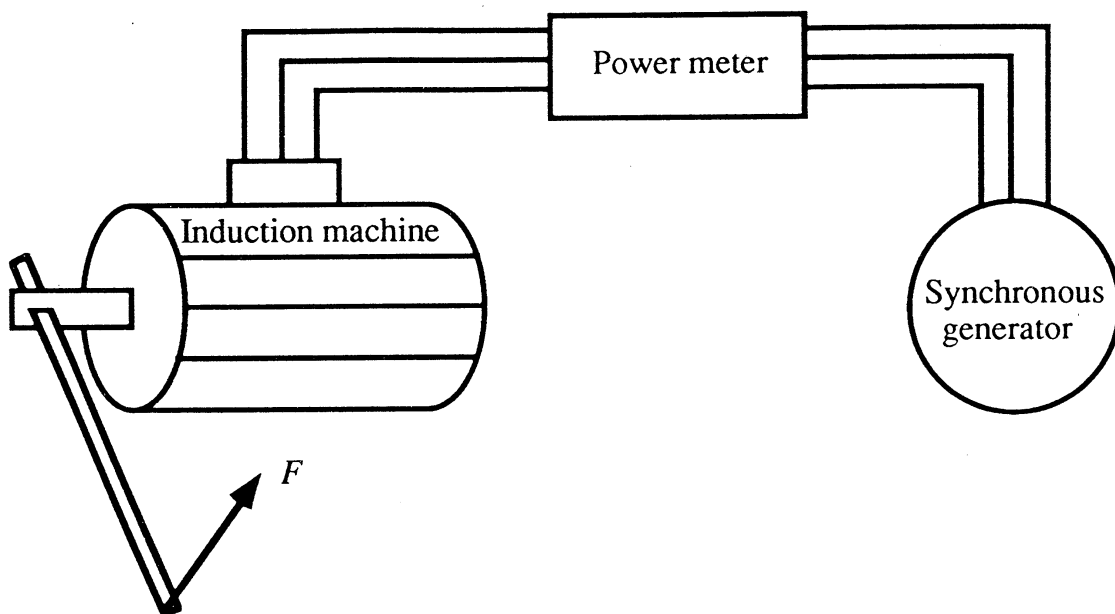 Power meter
Induction machine
Synchronous
generator
F